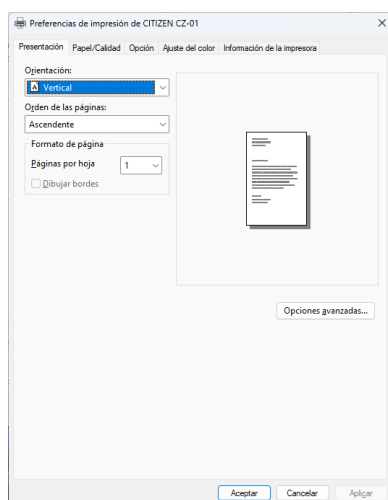 Preferencias de impresión de CITIZEN CZ-01
Presentación Papel/Calidad Opción Ajuste del color Información de la impresora
Orientación:
A Vertical
Orden de las páginas:
Ascendente
Formato de página
Páginas por hoja 1
Dibujar bordes
Opciones avanzadas...
Aceptar Cancelar Aplicar